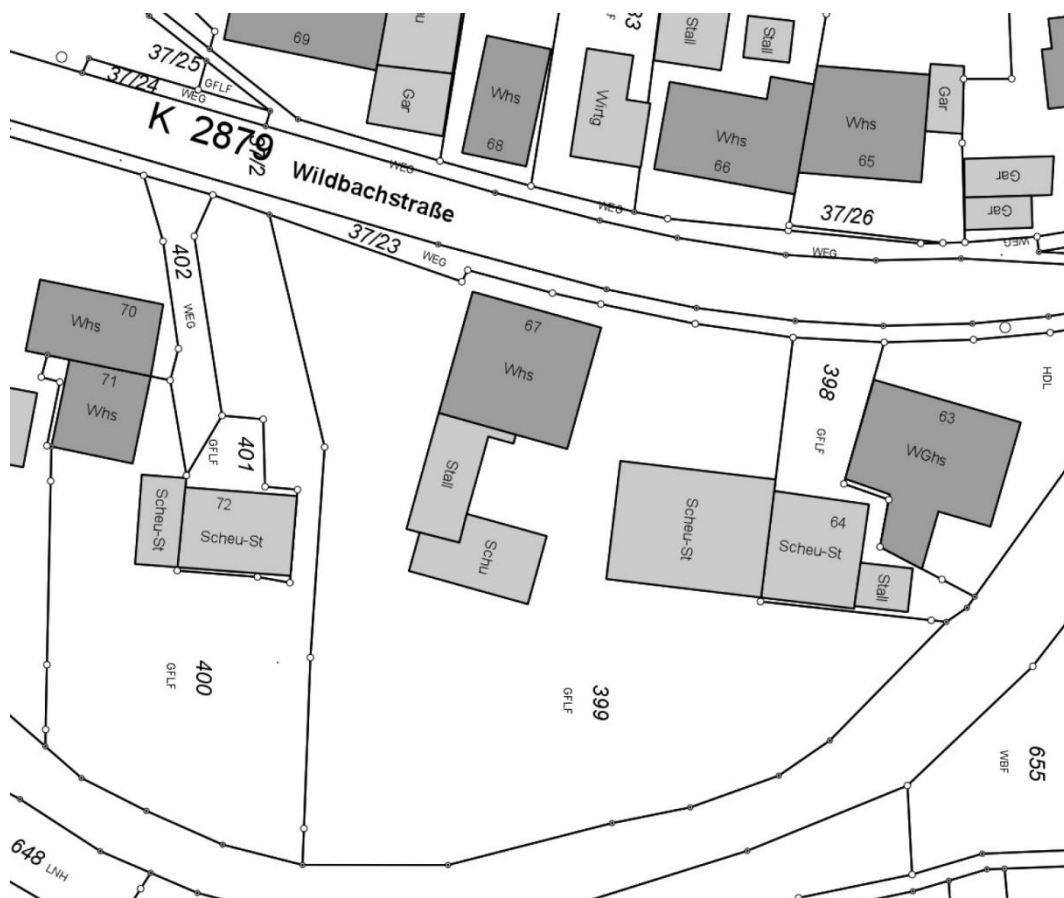 69
Gar
37/25
GFLF
37/24
WEG
K 2879
37/2
Wildbachstraße
WEG
Whs
68
Wirtg
Stall
Stall
Whs
66
Whs
65
Gar
Gar
Gar
37/26
WEG
WEG
WEG
37/23
WEG
402
WEG
70
Whs
71
Whs
401
GFLF
72
Scheu-St
Scheu-St
67
Whs
Stall
Schu
398
GFLF
63
WGhs
HDL
Scheu-St
64
Scheu-St
Stall
400
GFLF
399
GFLF
655
WBF
648 LNH